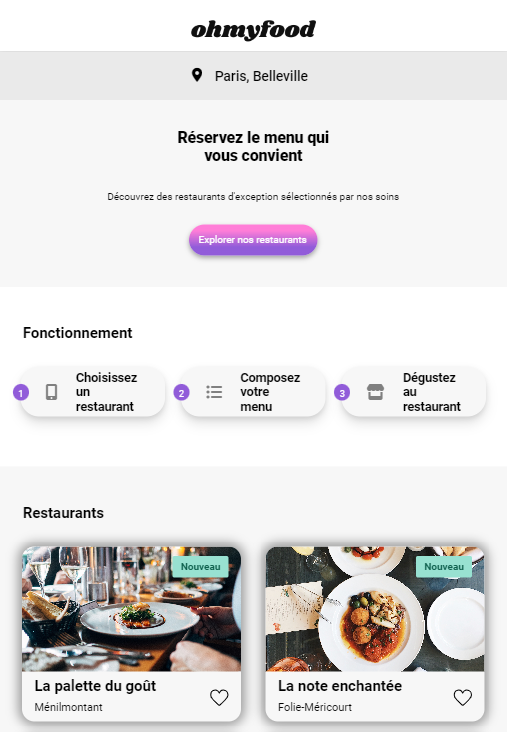 ohmyfood
Paris, Belleville
Réservez le menu qui
vous convient
Découvrez des restaurants d'exception sélectionnés par nos soins
Explorer nos restaurants
Fonctionnement
1
Choisissez
un
restaurant
2
Composez
votre
menu
3
Dégustez
au
restaurant
Restaurants
Nouveau
La palette du goût
Ménilmontant
Nouveau
La note enchantée
Folie-Méricourt